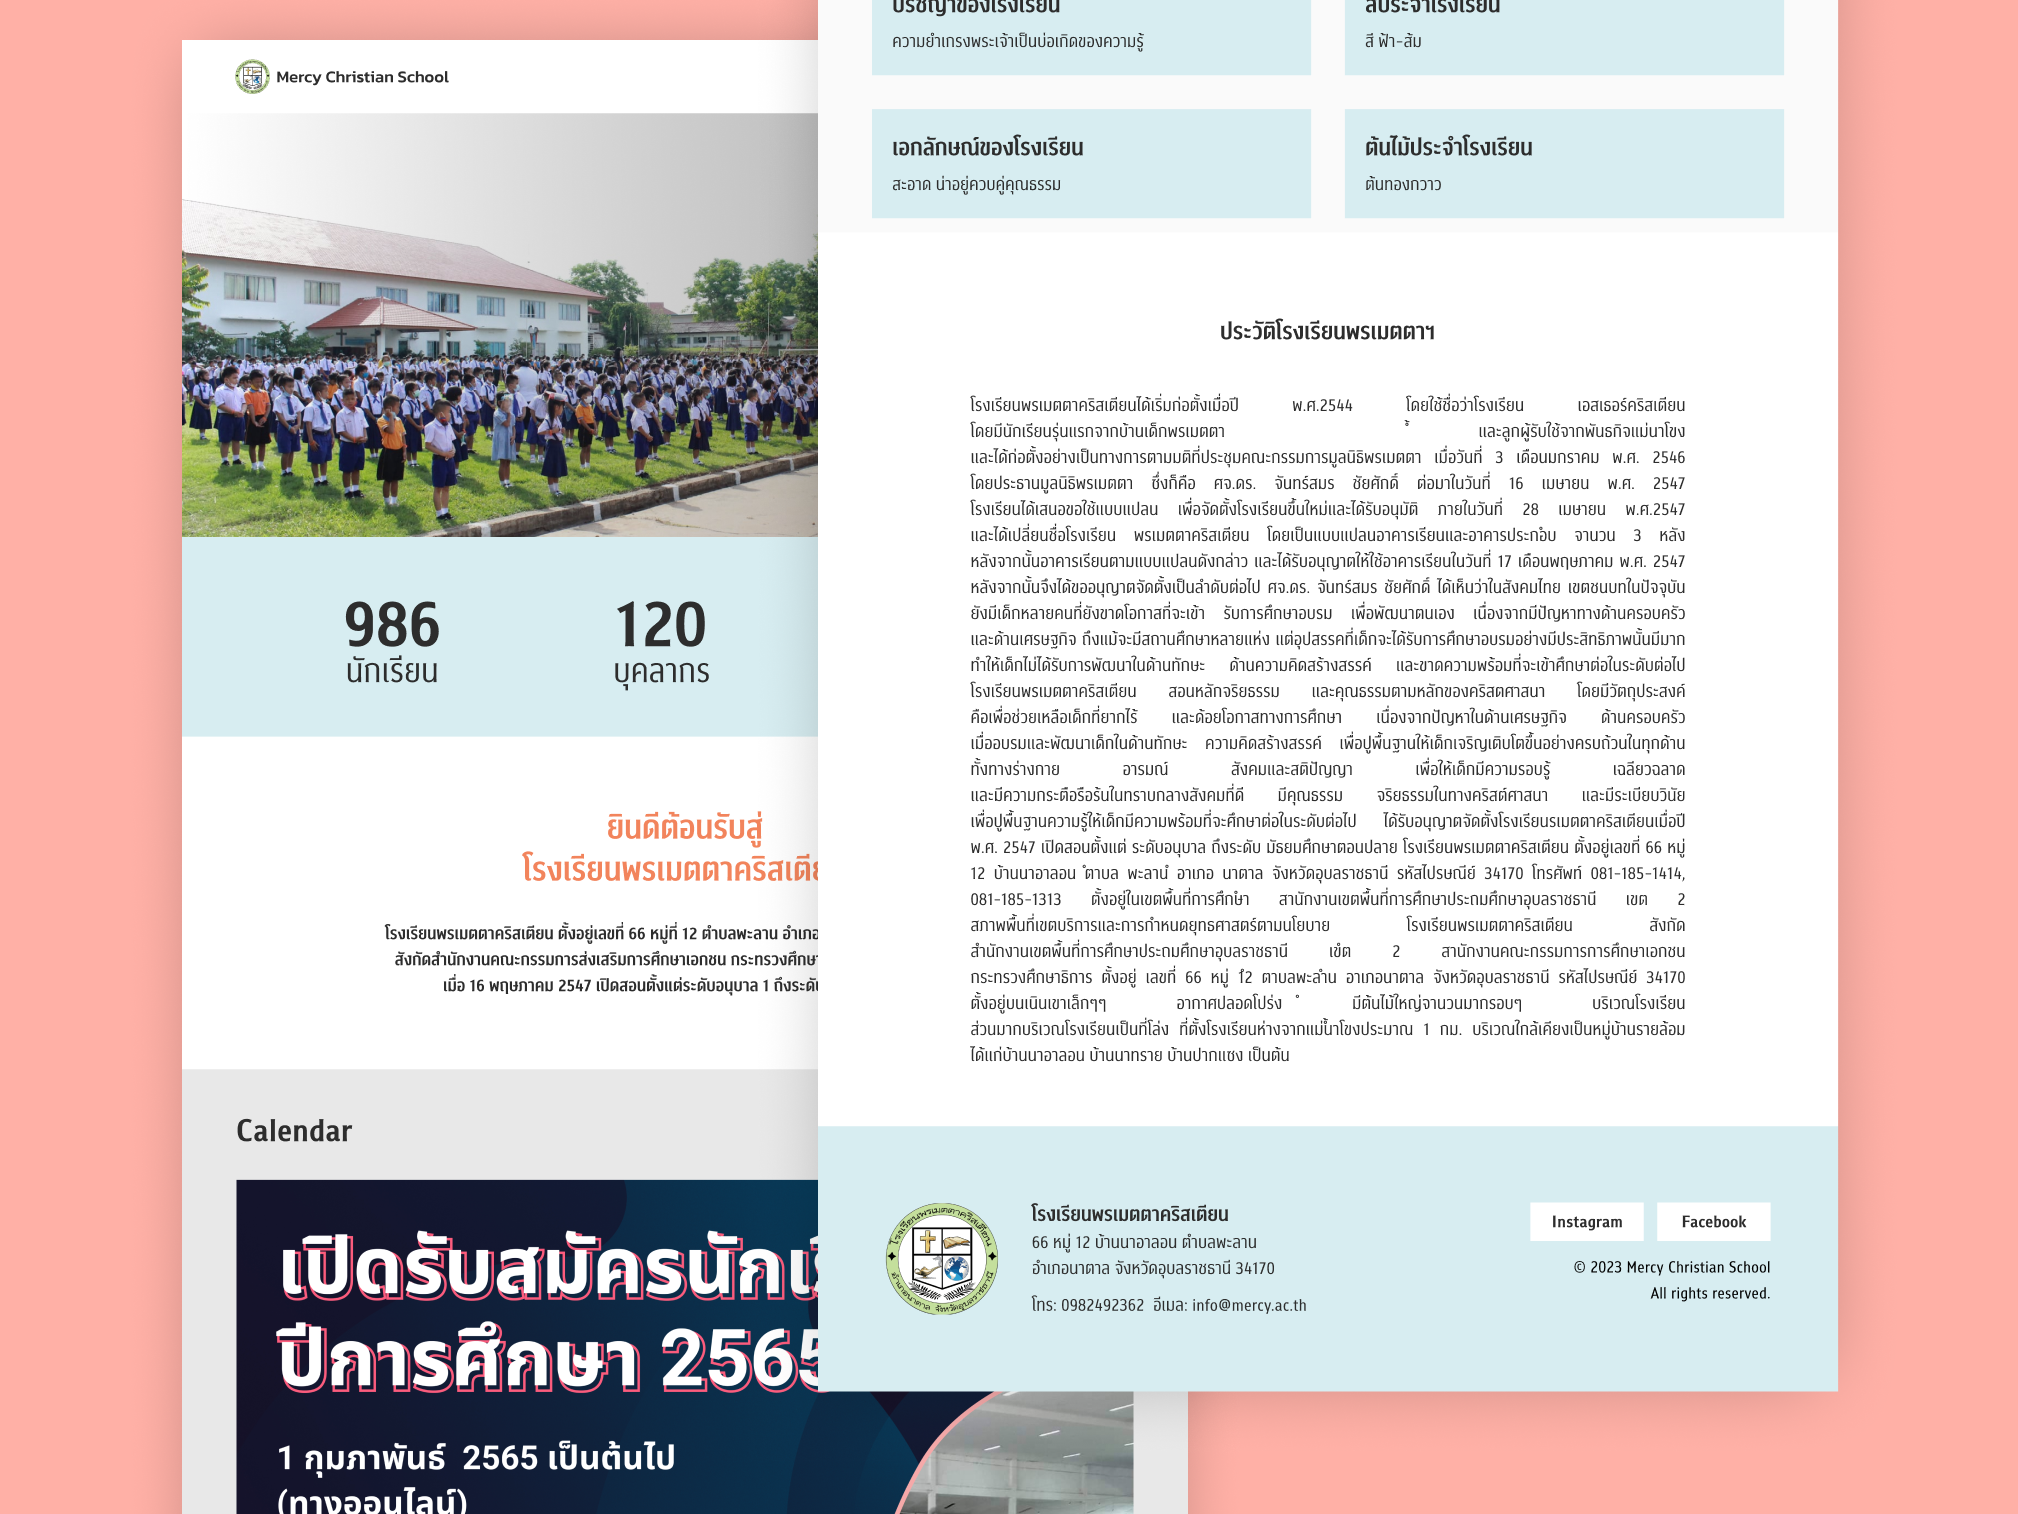 Mercy Christian School
986
นักเรียน
120
บุคลากร
ยินดีต้อนรับสู่
โรงเรียนพรเมตตาคริสเตีย
โรงเรียนพรเมตตาคริสเตียน ตั้งอยู่เลขที่ 66 หมู่ที่ 12 ตำบลพะลาน อำเภอ
สังกัดสำนักงานคณะกรรมการส่งเสริมการศึกษาเอกชน กระทรวงศึกษา
เมื่อ 16 พฤษภาคม 2547 เปิดสอนตั้งแต่ระดับอนุบาล 1 ถึงระดับ
Calendar
เปิดรับสมัครนักเรี
ปีการศึกษา 2565
1 กุมภาพันธ์ 2565 เป็นต้นไป
(ทางออนไลน์)
ปรัชญาของโรงเรียน
ความยำเกรงพระเจ้าเป็นบ่อเกิดของความรู้
สีประจำโรงเรียน
สี ฟ้า-ส้ม
เอกลักษณ์ของโรงเรียน
สะอาด น่าอยู่ควบคู่คุณธรรม
ต้นไม้ประจำโรงเรียน
ต้นทองกวาว
ประวัติโรงเรียนพรเมตตาฯ
โรงเรียนพรเมตตาคริสเตียนได้เริ่มก่อตั้งเมื่อปี พ.ศ.2544 โดยใช้ชื่อว่าโรงเรียน เอสเธอร์คริสเตียน
โดยมีนักเรียนรุ่นแรกจากบ้านเด็กพรเมตตา ้ำ และลูกผู้รับใช้จากพันธกิจแม่นาโขง
และได้ก่อตั้งอย่างเป็นทางการตามมติที่ประชุมคณะกรรมการมูลนิธิพรเมตตา เมื่อวันที่ 3 เดือนมกราคม พ.ศ. 2546
โดยประธานมูลนิธิพรเมตตา ซึ่งก็คือ ศจ.ดร. จันทร์สมร ชัยศักดิ์ ต่อมาในวันที่ 16 เมษายน พ.ศ. 2547
โรงเรียนได้เสนอขอใช้แบบแปลน เพื่อจัดตั้งโรงเรียนขึ้นใหม่และได้รับอนุมัติ ภายในวันที่ 28 เมษายน พ.ศ.2547
และได้เปลี่ยนชื่อโรงเรียน พรเมตตาคริสเตียน โดยเป็นแบบแปลนอาคารเรียนและอาคารประกอบ จานวน 3 หลัง
หลังจากนั้นอาคารเรียนตามแบบแปลนดังกล่าว และได้รับอนุญาตให้ใช้อาคารเรียนในวันที่ 17 เดือนพฤษภาคม พ.ศ. 2547
หลังจากนั้นจึงได้ขออนุญาตจัดตั้งเป็นลำดับต่อไป ศจ.ดร. จันทร์สมร ชัยศักดิ์ ได้เห็นว่าในสังคมไทย เขตชนบทในปัจจุบัน
ยังมีเด็กหลายคนที่ยังขาดโอกาสที่จะเข้า รับการศึกษาอบรม เพื่อพัฒนาตนเอง เนื่องจากมีปัญหาทางด้านครอบครัว
และด้านเศรษฐกิจ ถึงแม้จะมีสถานศึกษาหลายแห่ง แต่อุปสรรคที่เด็กจะได้รับการศึกษาอบรมอย่างมีประสิทธิภาพนั้นมีมาก
ทำให้เด็กไม่ได้รับการพัฒนาในด้านทักษะ ด้านความคิดสร้างสรรค์ และขาดความพร้อมที่จะเข้าศึกษาต่อในระดับต่อไป
โรงเรียนพรเมตตาคริสเตียน สอนหลักจริยธรรม และคุณธรรมตามหลักของคริสตศาสนา โดยมีวัตถุประสงค์
คือเพื่อช่วยเหลือเด็กที่ยากไร้ และด้อยโอกาสทางการศึกษา เนื่องจากปัญหาในด้านเศรษฐกิจ ด้านครอบครัว
เมื่ออบรมและพัฒนาเด็กในด้านทักษะ ความคิดสร้างสรรค์ เพื่อปูพื้นฐานให้เด็กเจริญเติบโตขึ้นอย่างครบถ้วนในทุกด้าน
ทั้งทางร่างกาย อารมณ์ สังคมและสติปัญญา เพื่อให้เด็กมีความรอบรู้ เฉลียวฉลาด
และมีความกระตือรือร้นในทราบกลางสังคมที่ดี มีคุณธรรม จริยธรรมในทางคริสต์ศาสนา และมีระเบียบวินัย
เพื่อปูพื้นฐานความรู้ให้เด็กมีความพร้อมที่จะศึกษาต่อในระดับต่อไป ได้รับอนุญาตจัดตั้งโรงเรียนรเมตตาคริสเตียนเมื่อปี
พ.ศ. 2547 เปิดสอนตั้งแต่ ระดับอนุบาล ถึงระดับ มัธยมศึกษาตอนปลาย โรงเรียนพรเมตตาคริสเตียน ตั้งอยู่เลขที่ 66 หมู่
12 บ้านนาอาลอน ําตาบล พะลานํ อาเภอ นาตาล จังหวัดอุบลราชธานี รหัสไปรษณีย์ 34170 โทรศัพท์ 081-185-1414,
081-185-1313 ตั้งอยู่ในเขตพื้นที่การศึกษํา สานักงานเขตพื้นที่การศึกษาประถมศึกษาอุบลราชธานี เขต 2
สภาพพื้นที่เขตบริการและการกำหนดยุทธศาสตร์ตามนโยบาย โรงเรียนพรเมตตาคริสเตียน สังกัด
สำนักงานเขตพื้นที่การศึกษาประถมศึกษาอุบลราชธานี เขํต 2 สานักงานคณะกรรมการการศึกษาเอกชน
กระทรวงศึกษาธิการ ตั้งอยู่ เลขที่ 66 หมู่ 1ํ2 ตาบลพะลำน อาเภอนาตาล จังหวัดอุบลราชธานี รหัสไปรษณีย์ 34170
ตั้งอยู่บนเนินเขาเล็กๆๆ อากาศปลอดโปร่ง ํ มีต้นไม้ใหญ่จานวนมากรอบๆ บริเวณโรงเรียน
ส่วนมากบริเวณโรงเรียนเป็นที่โล่ง ที่ตั้งโรงเรียนห่างจากแม่น้ำโขงประมาณ 1 กม. บริเวณใกล้เคียงเป็นหมู่บ้านรายล้อม
ได้แก่บ้านนาอาลอน บ้านนาทราย บ้านปากแซง เป็นต้น
โรงเรียนพรเมตตาคริสเตียน
อำเภอนาตาล จังหวัดอุบลราชธานี
โรงเรียนพรเมตตาคริสเตียน
66 หมู่ 12 บ้านนาอาลอน ตำบลพะลาน
อำเภอนาตาล จังหวัดอุบลราชธานี 34170
โทร: 0982492362 อีเมล: info@mercy.ac.th
Instagram
Facebook
© 2023 Mercy Christian School
All rights reserved.